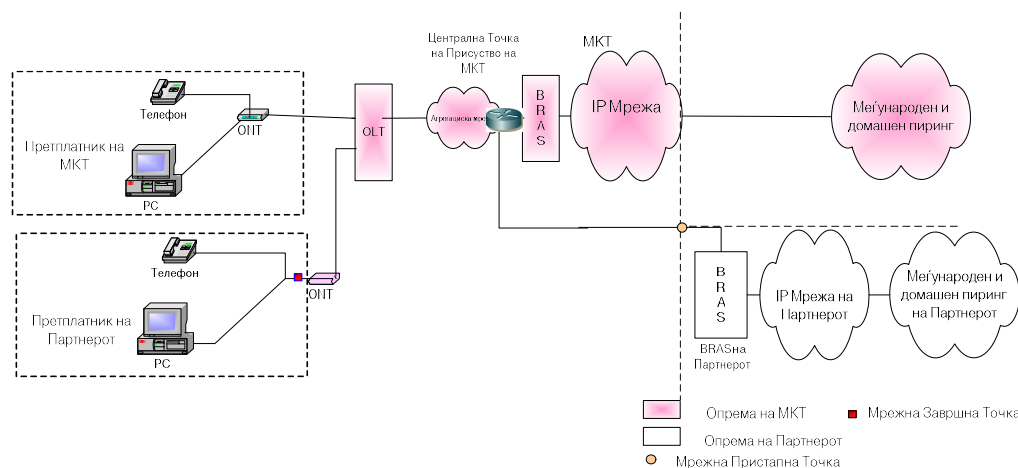 Централна Точка
на Присуство на
МКТ
МКТ
Телефон
ONT
Претплатник на
МКТ
PC
OLT
Агрегациска мре
B
R
A
S
IP Мрежа
Меѓународен и
домашен пиринг
Телефон
ONT
Претплатник на
Партнерот
PC
B
R
A
S
BRASна
Партнерот
IP Мрежа на
Партнерот
Меѓународен и
домашен пиринг
на Партнерот
Опрема на МКТ
Мрежна Завршна Точка
Опрема на Партнерот
Мрежна Пристапна Точка